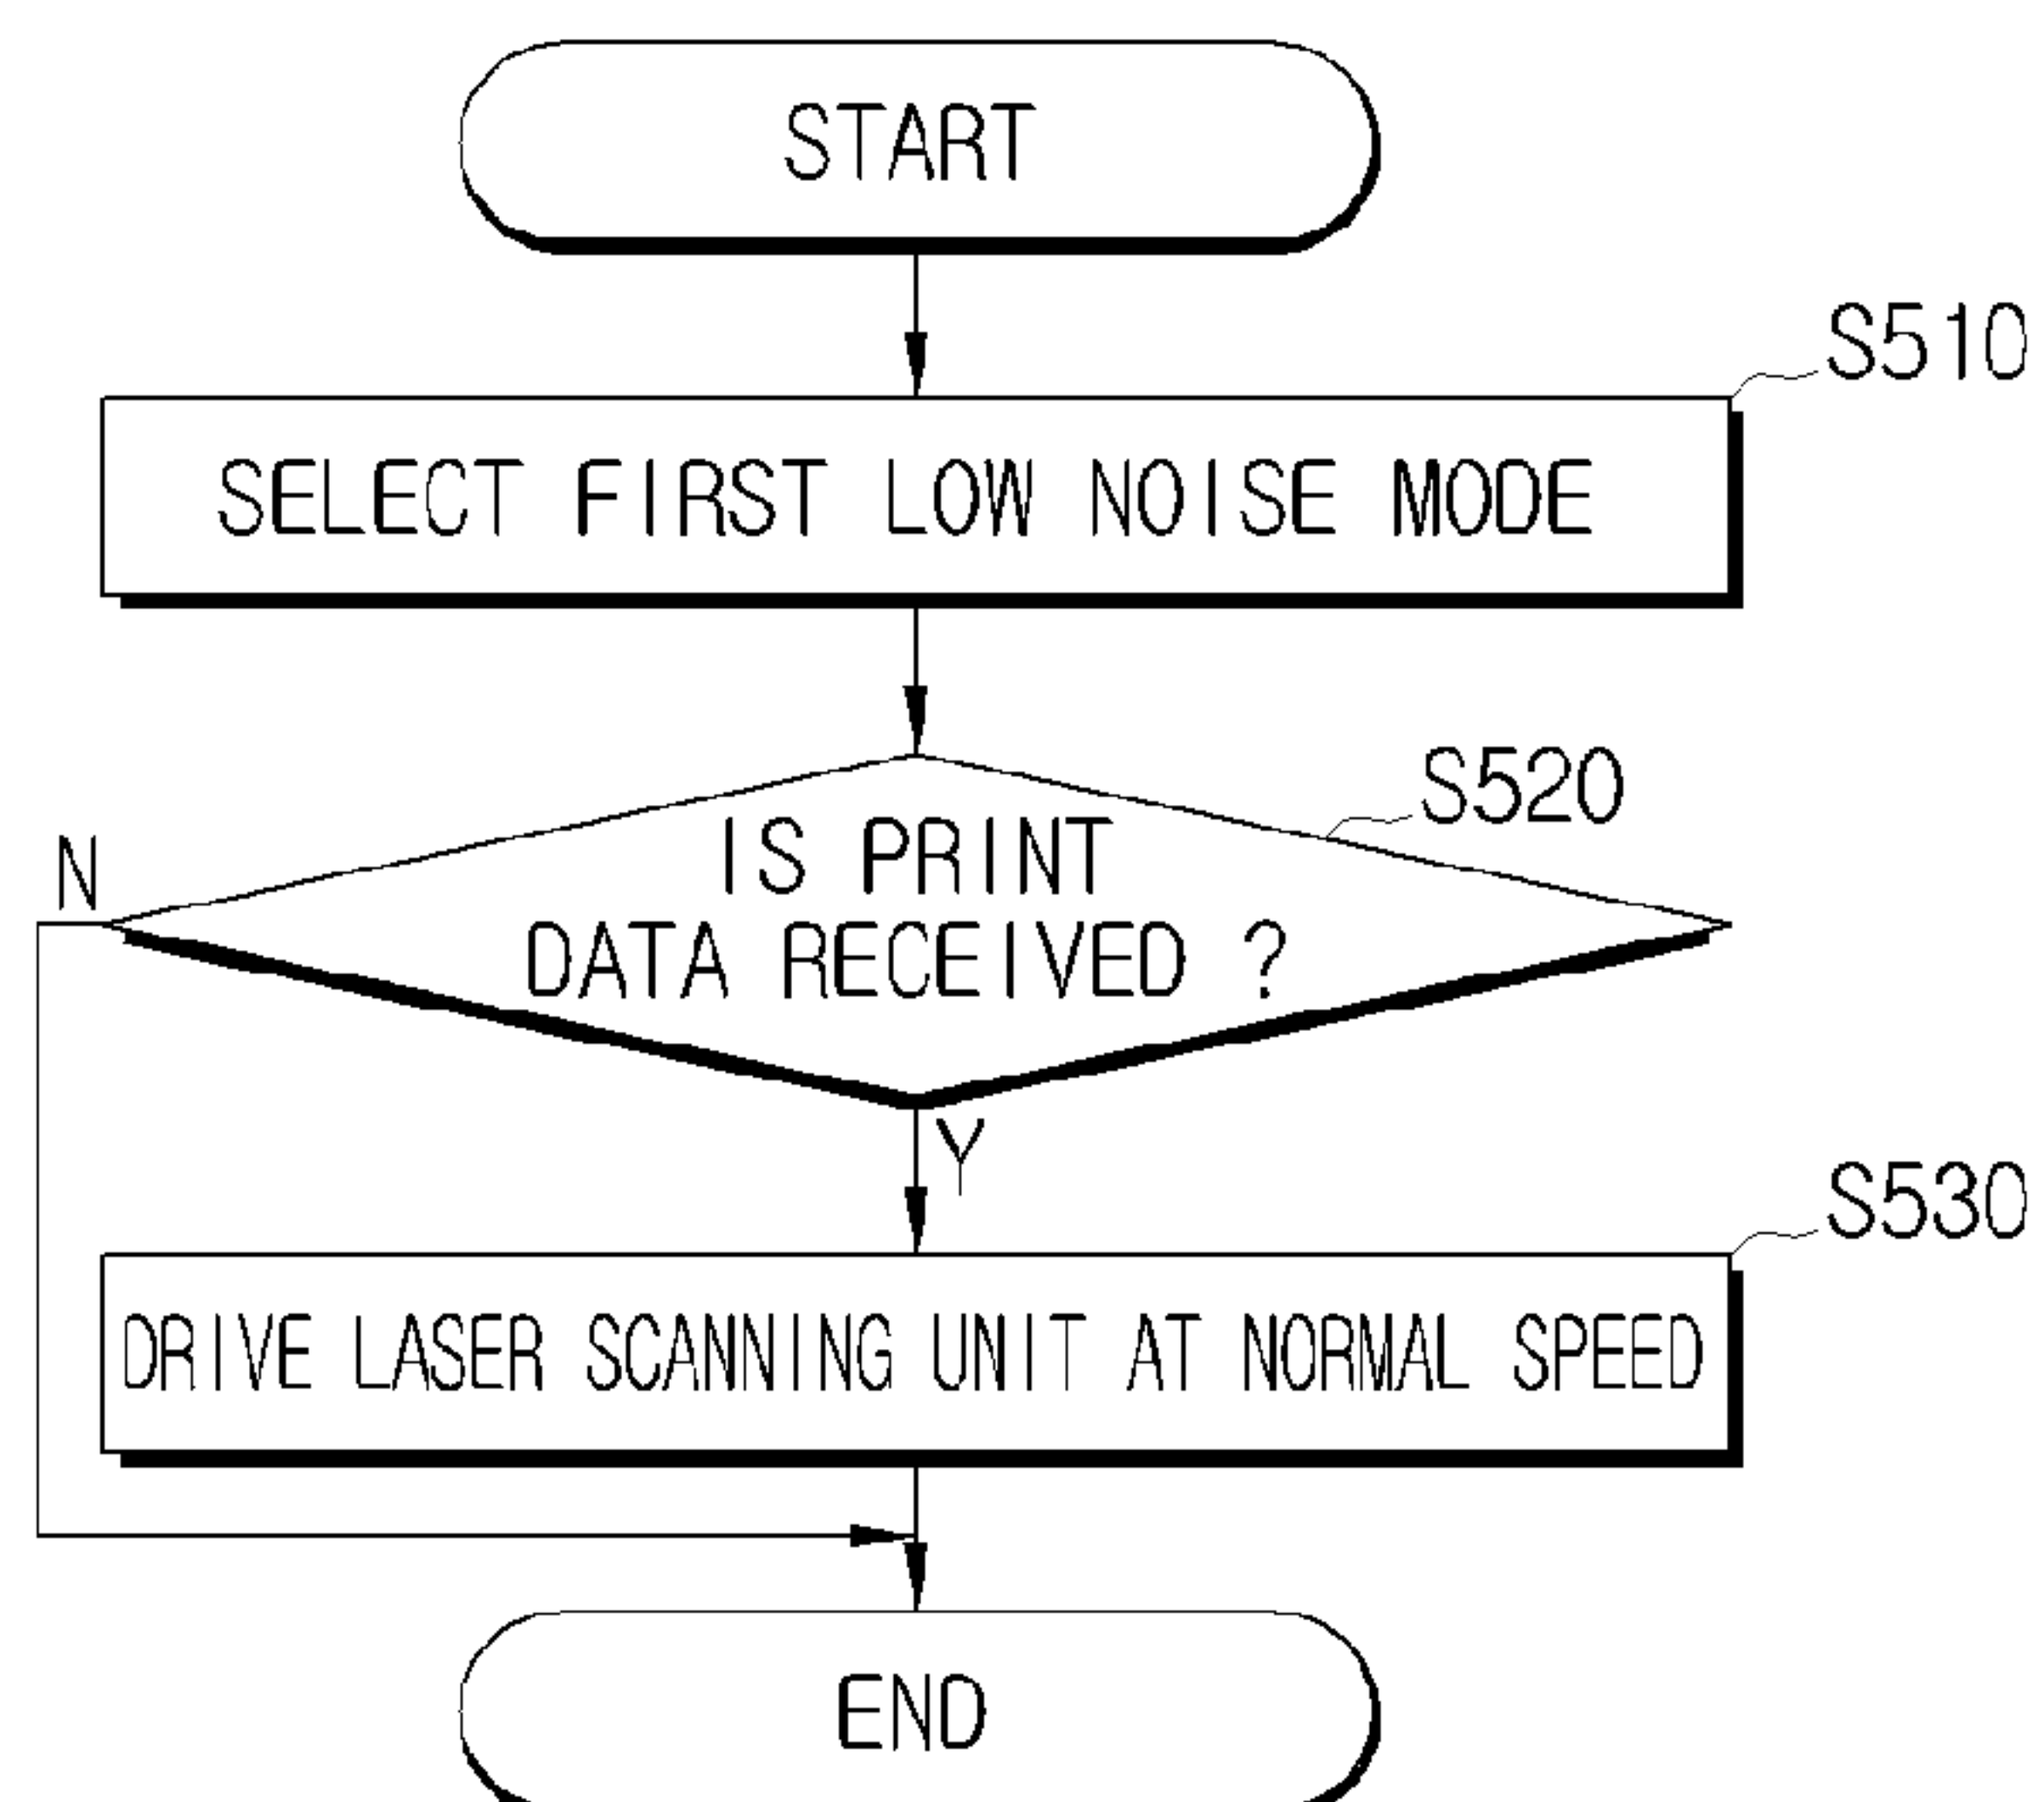 START
S510
SELECT FIRST LOW NOISE MODE
S520
IS PRINT
N
DATA RECEIVED ?
Y
S530
DRIVE LASER SCANNING UNIT AT NORMAL SPEED
END